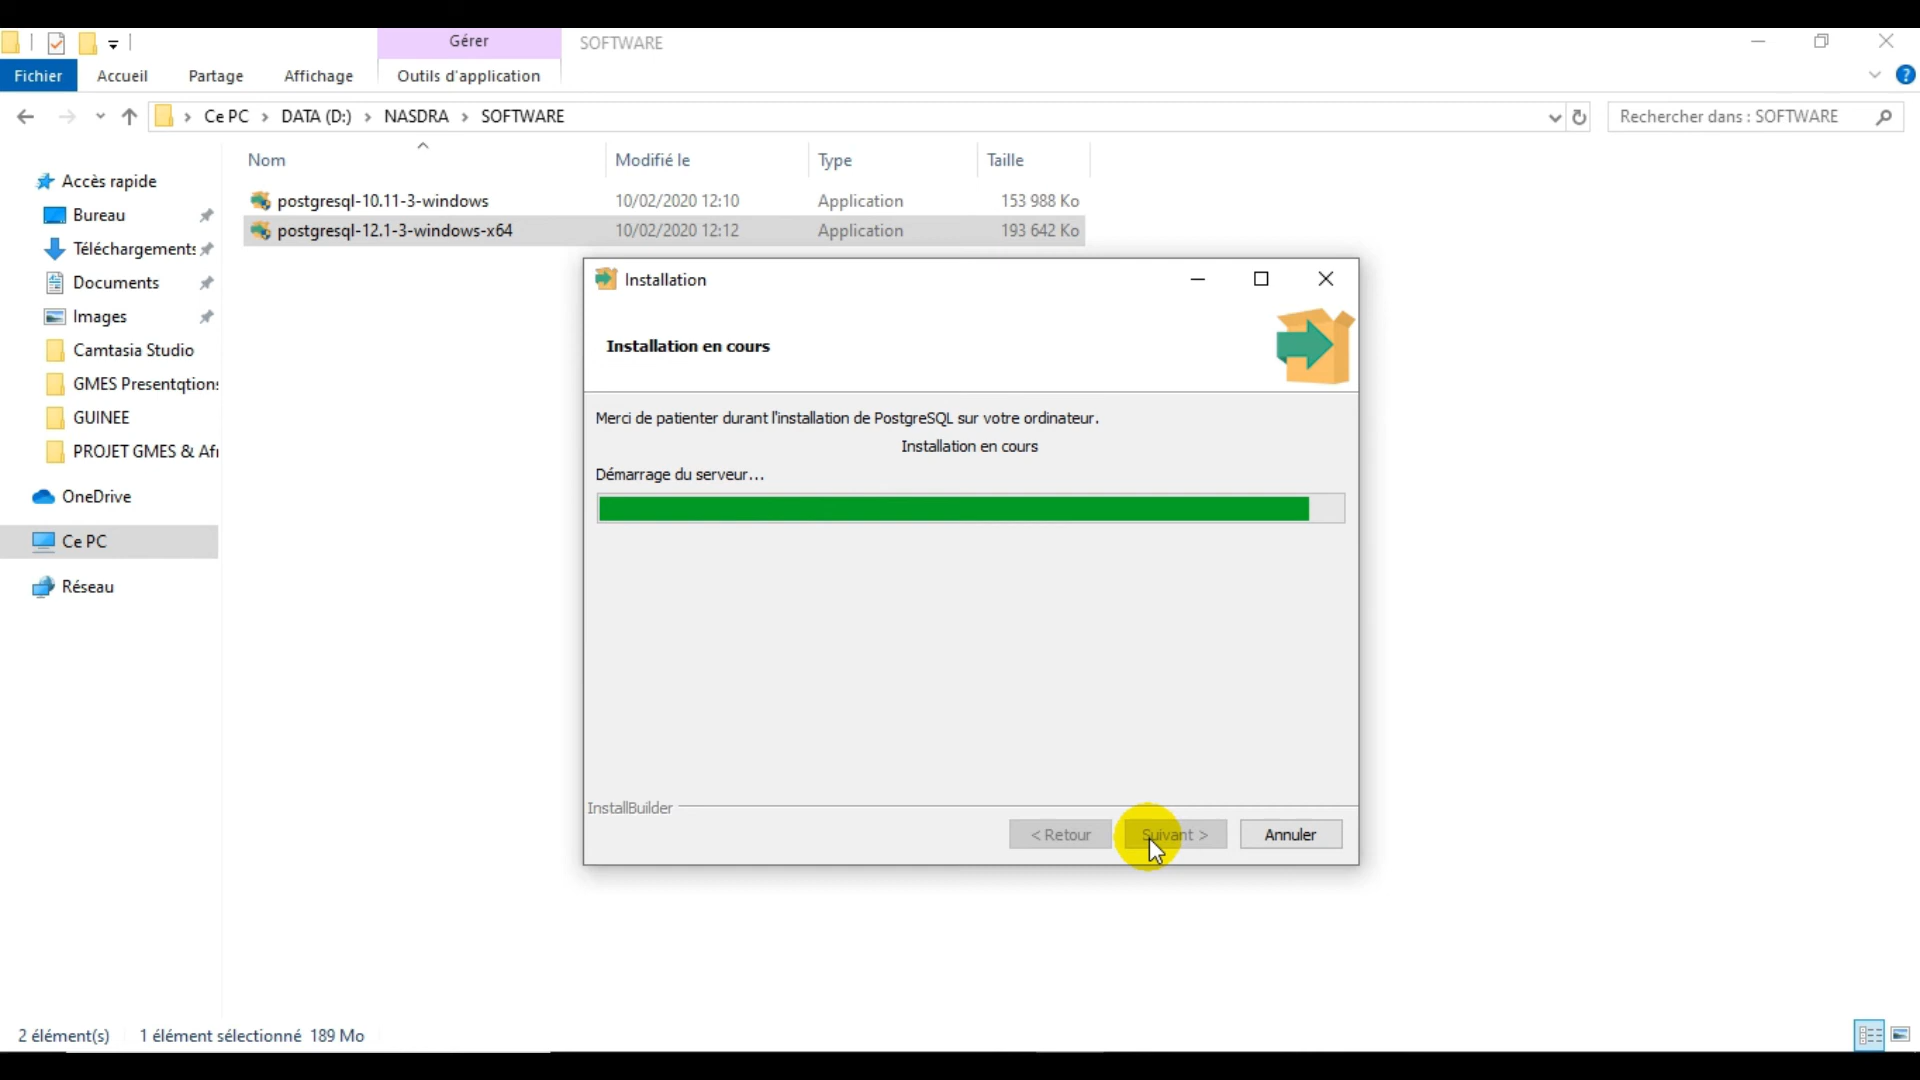 Gérer
SOFTWARE
Fichier
Accueil
Partage
Affichage
Outils d'application
Ce PC > DATA (D:) > NASDRA > SOFTWARE
Rechercher dans : SOFTWARE
Nom
Modifié le
Type
Taille
postgresql-10.11-3-windows 10/02/2020 12:10 Application 153 988 Ko
postgresql-12.1-3-windows-x64 10/02/2020 12:12 Application 193 642 Ko
Accès rapide
Bureau
Téléchargements
Documents
Images
Camtasia Studio
GMES Presentqtions
GUINEE
PROJET GMES & Afr
OneDrive
Ce PC
Réseau
Installation
Installation en cours
Merci de patienter durant l'installation de PostgreSQL sur votre ordinateur.
Installation en cours
Démarrage du serveur...
InstallBuilder
< Retour
Suivant >
Annuler
2 élément(s)
1 élément sélectionné 189 Mo